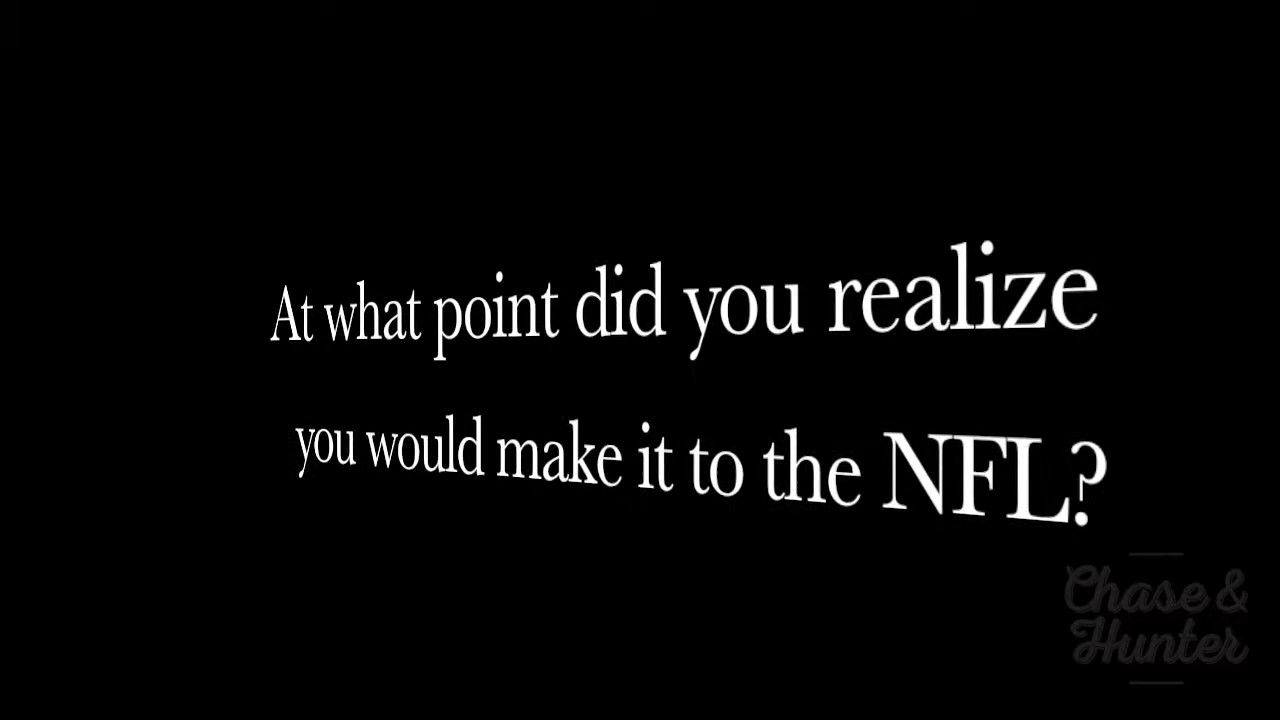 At what point did you realize
you would make it to the NFL?
Chase &
Hunter